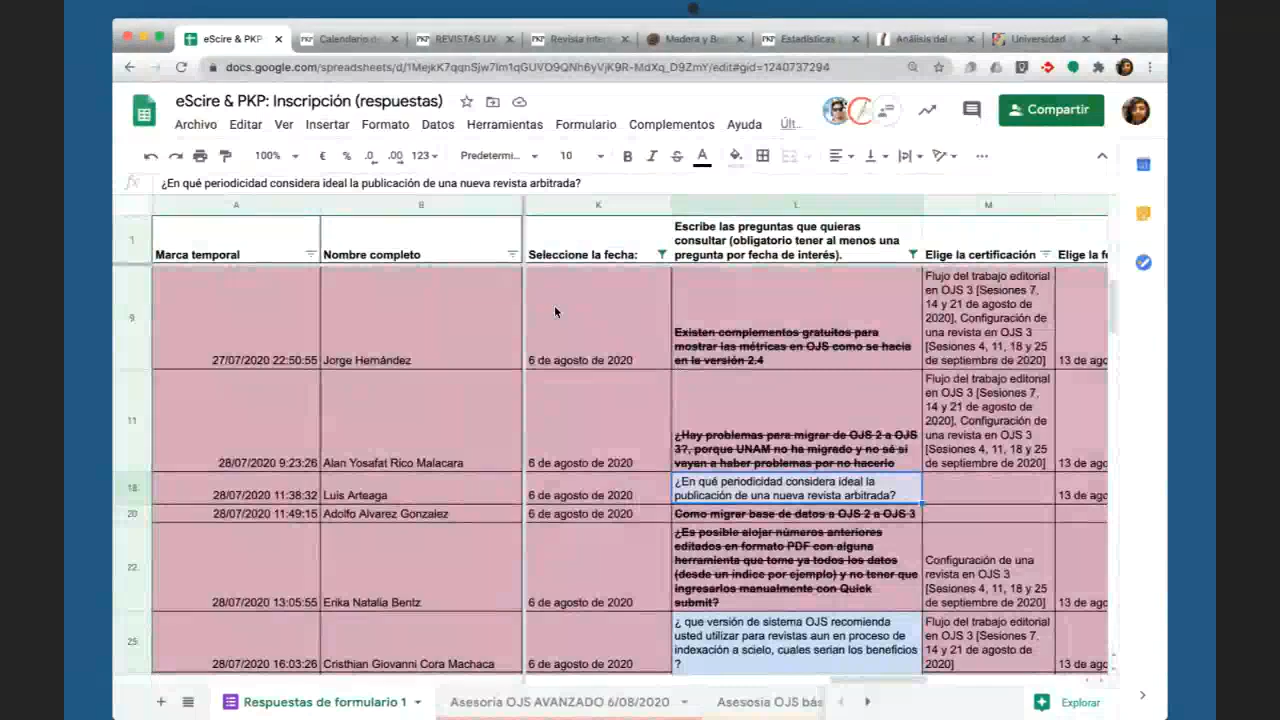 eScire & PKP
Calendario de
REVISTAS UV
Revista Inter
Madera y Bo
Estadísticas
Análisis del c
Universidad
docs.google.com/spreadsheets/d/1MejkK7qqnSjw7Im1qGUVO9QNh6yVjK9R-MdXq_D9ZmY/edit#gid=1240737294
eScire & PKP: Inscripción (respuestas)
Compartir
Archivo Editar Ver Insertar Formato Datos Herramientas Formulario Complementos Ayuda Últ...
100% € % .0 .00 123 Predetermi... 10 B I S A
fx ¿En qué periodicidad considera ideal la publicación de una nueva revista arbitrada?
A B K L M
1
Marca temporal
Nombre completo
Seleccione la fecha:
Escribe las preguntas que quieras
consultar (obligatorio tener al menos una
pregunta por fecha de interés).
Elige la certificación
Elige la fe
9
27/07/2020 22:50:55
Jorge Hernández
6 de agosto de 2020
Existen complementos gratuitos para
mostrar las métricas en OJS como se hacia
en la versión 2.4
Flujo del trabajo editorial
en OJS 3 [Sesiones 7,
14 y 21 de agosto de
2020], Configuración de
una revista en OJS 3
[Sesiones 4, 11, 18 y 25
de septiembre de 2020]
13 de ago
11
28/07/2020 9:23:26
Alan Yosafat Rico Malacara
6 de agosto de 2020
¿Hay problemas para migrar de OJS 2 a OJS
3?, porque UNAM no ha migrado y no sé si
vayan a haber problemas por no hacerlo
Flujo del trabajo editorial
en OJS 3 [Sesiones 7,
14 y 21 de agosto de
2020], Configuración de
una revista en OJS 3
[Sesiones 4, 11, 18 y 25
de septiembre de 2020]
13 de ago
18
28/07/2020 11:38:32
Luis Arteaga
6 de agosto de 2020
¿En qué periodicidad considera ideal la
publicación de una nueva revista arbitrada?
13 de ago
20
28/07/2020 11:49:15
Adolfo Alvarez Gonzalez
6 de agosto de 2020
Como migrar base de datos a OJS 2 a OJS 3
22
28/07/2020 13:05:55
Erika Natalia Bentz
6 de agosto de 2020
¿Es posible alojar números anteriores
editados en formato PDF con alguna
herramienta que tome ya todos los datos
(desde un índice por ejemplo) y no tener que
ingresarlos manualmente con Quick
submit?
Configuración de una
revista en OJS 3
[Sesiones 4, 11, 18 y 25
de septiembre de 2020]
13 de ago
25
28/07/2020 16:03:26
Cristhian Giovanni Cora Machaca
6 de agosto de 2020
¿ que versión de sistema OJS recomienda
usted utilizar para revistas aun en proceso de
indexación a scielo, cuales serian los beneficios
?
Flujo del trabajo editorial
en OJS 3 [Sesiones 7,
14 y 21 de agosto de
2020]
13 de ago
Respuestas de formulario 1
Asesoría OJS AVANZADO 6/08/2020
Asesosía OJS bás
Explorar